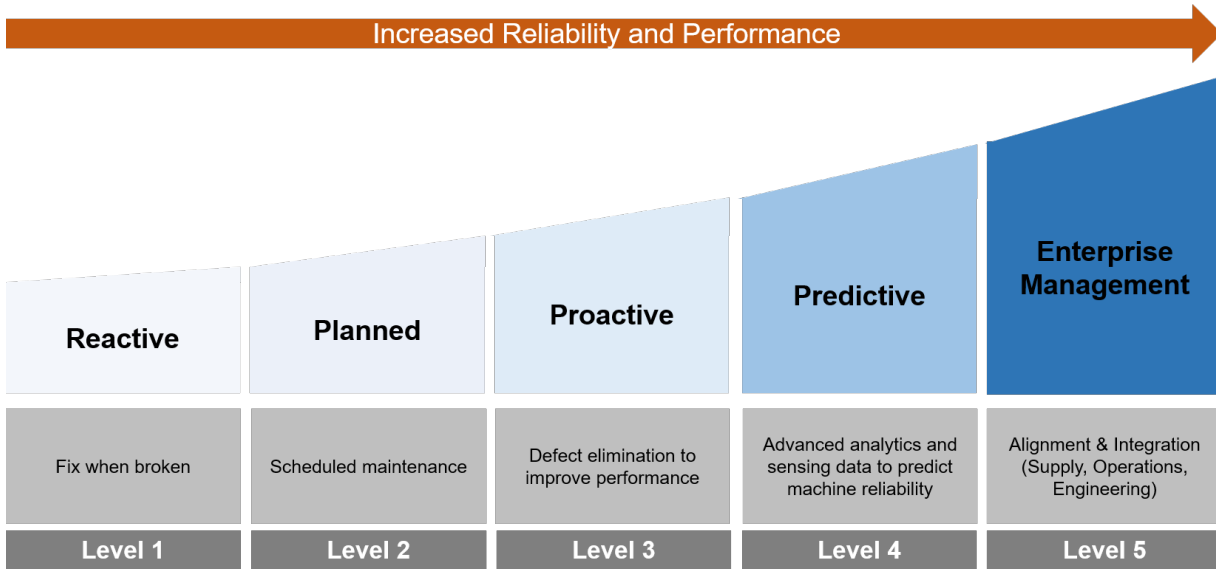 Increased Reliability and Performance
Reactive
Planned
Proactive
Predictive
Enterprise
Management
Fix when broken
Scheduled maintenance
Defect elimination to
improve performance
Advanced analytics and
sensing data to predict
machine reliability
Alignment & Integration
(Supply, Operations,
Engineering)
Level 1
Level 2
Level 3
Level 4
Level 5